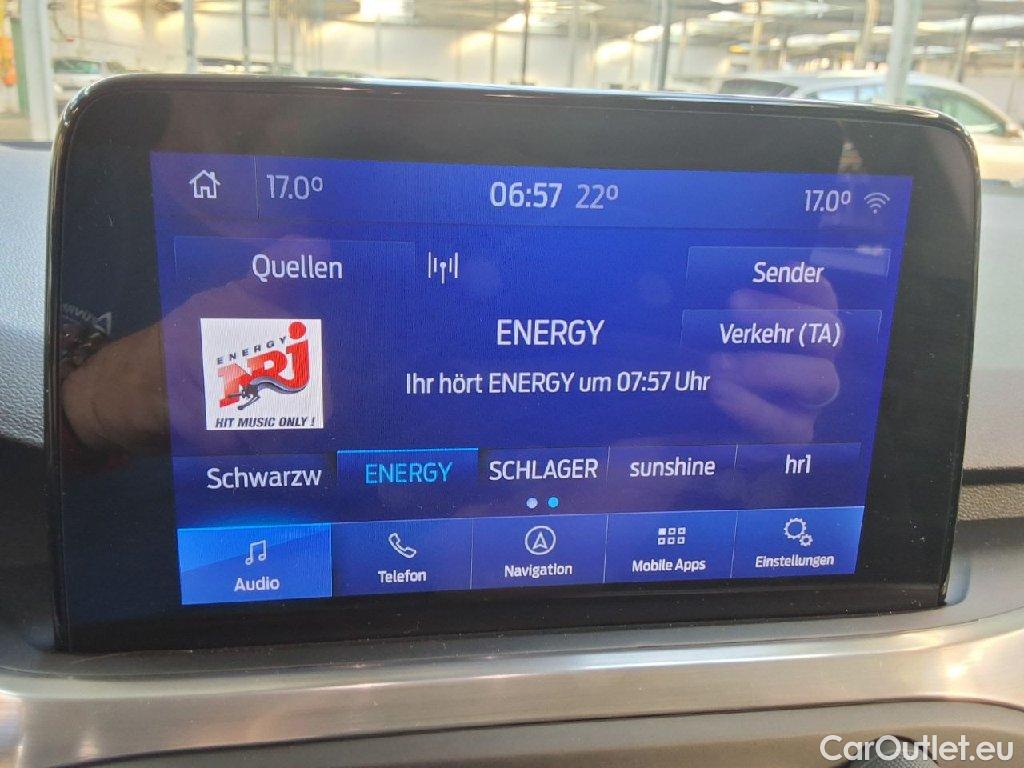 17.0° 06:57 22° 17.0°
Quellen Sender
ENERGY Verkehr (TA)
Ihr hört ENERGY um 07:57 Uhr
ENERGY
NRJ
HIT MUSIC ONLY !
Schwarzw ENERGY SCHLAGER sunshine hr1
Audio Telefon Navigation Mobile Apps Einstellungen
CarOutlet.eu